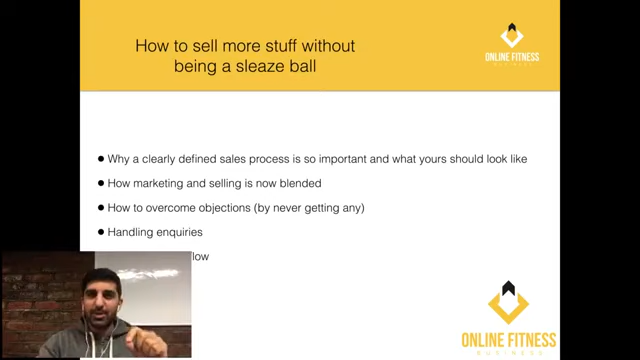 How to sell more stuff without
being a sleaze ball
ONLINE FITNESS
BUSINESS
● Why a clearly defined sales process is so important and what yours should look like
● How marketing and selling is now blended
● How to overcome objections (by never getting any)
● Handling enquiries
ONLINE FITNESS
BUSINESS